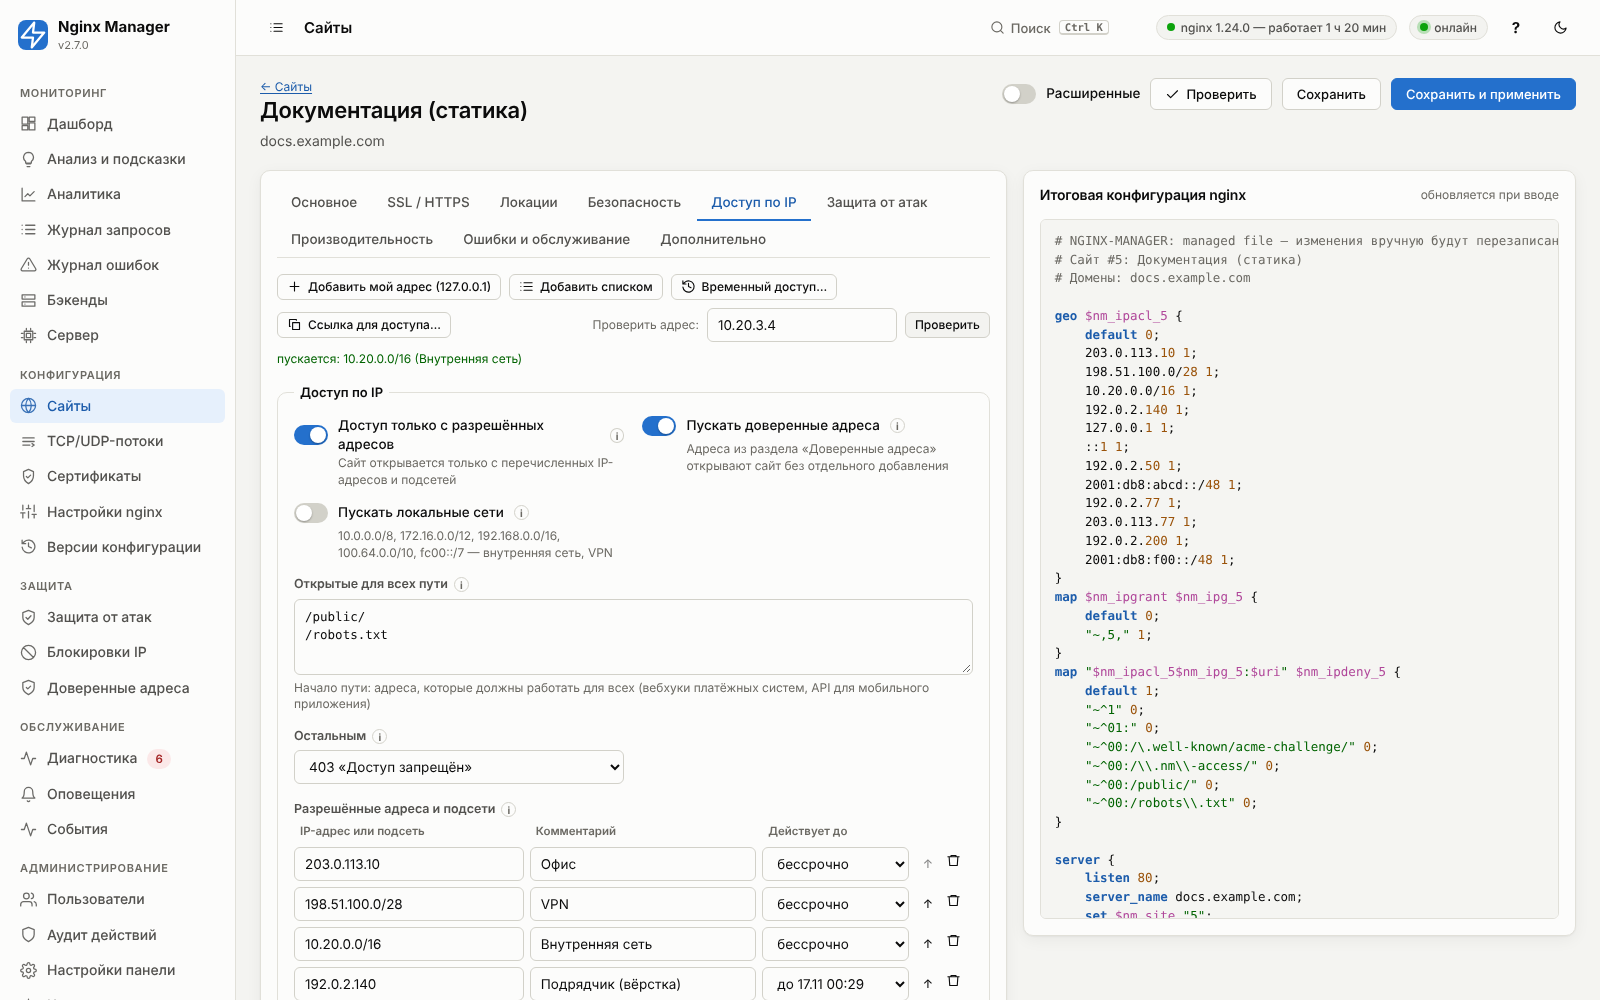 Nginx Manager
v2.7.0
МОНИТОРИНГ
Дашборд
Анализ и подсказки
Аналитика
Журнал запросов
Журнал ошибок
Бэкенды
Сервер
КОНФИГУРАЦИЯ
Сайты
TCP/UDP-потоки
Сертификаты
Настройки nginx
Версии конфигурации
ЗАЩИТА
Защита от атак
Блокировки IP
Доверенные адреса
ОБСЛУЖИВАНИЕ
Диагностика 6
Оповещения
События
АДМИНИСТРИРОВАНИЕ
Пользователи
Аудит действий
Настройки панели
Сайты
Поиск Ctrl K
nginx 1.24.0 — работает 1 ч 20 мин
онлайн
?
← Сайты
Документация (статика)
docs.example.com
Расширенные
Проверить
Сохранить
Сохранить и применить
Основное SSL / HTTPS Локации Безопасность Доступ по IP Защита от атак
Производительность Ошибки и обслуживание Дополнительно
Добавить мой адрес (127.0.0.1) Добавить списком Временный доступ...
Ссылка для доступа... Проверить адрес: 10.20.3.4 Проверить
пускается: 10.20.0.0/16 (Внутренняя сеть)
Доступ по IP
Доступ только с разрешённых
адресов
Сайт открывается только с перечисленных IP-
адресов и подсетей
Пускать доверенные адреса
Адреса из раздела «Доверенные адреса»
открывают сайт без отдельного добавления
Пускать локальные сети
10.0.0.0/8, 172.16.0.0/12, 192.168.0.0/16,
100.64.0.0/10, fc00::/7 — внутренняя сеть, VPN
Открытые для всех пути
/public/
/robots.txt
Начало пути: адреса, которые должны работать для всех (вебхуки платёжных систем, API для мобильного
приложения)
Остальным
403 «Доступ запрещён»
Разрешённые адреса и подсети
IP-адрес или подсеть Комментарий Действует до
203.0.113.10 Офис бессрочно
198.51.100.0/28 VPN бессрочно
10.20.0.0/16 Внутренняя сеть бессрочно
192.0.2.140 Подрядчик (вёрстка) до 17.11 00:29
Итоговая конфигурация nginx
обновляется при вводе
# NGINX-MANAGER: managed file — изменения вручную будут перезаписан
# Сайт #5: Документация (статика)
# Домены: docs.example.com
geo $nm_ipacl_5 {
default 0;
203.0.113.10 1;
198.51.100.0/28 1;
10.20.0.0/16 1;
192.0.2.140 1;
127.0.0.1 1;
::1 1;
192.0.2.50 1;
2001:db8:abcd::/48 1;
192.0.2.77 1;
203.0.113.77 1;
192.0.2.200 1;
2001:db8:f00::/48 1;
}
map $nm_ipgrant $nm_ipg_5 {
default 0;
"~,5," 1;
}
map "$nm_ipacl_5$nm_ipg_5:$uri" $nm_ipdeny_5 {
default 1;
"~^1" 0;
"~^01:" 0;
"~^00:/\.well-known/acme-challenge/" 0;
"~^00:/\\.nm\\-access/" 0;
"~^00:/public/" 0;
"~^00:/robots\\.txt" 0;
}
server {
listen 80;
server_name docs.example.com;
set $nm_site "5";